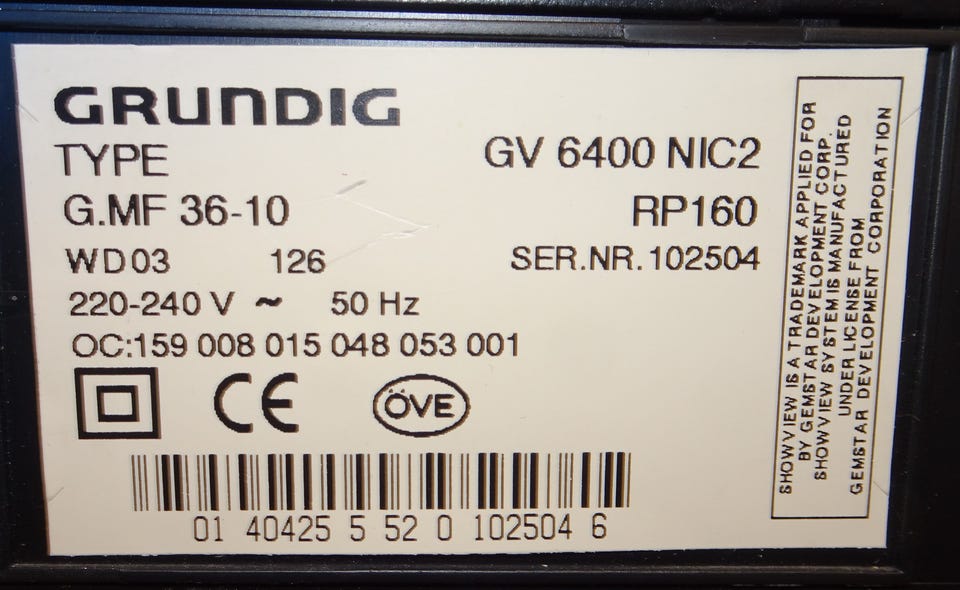 GRUNDIG
TYPE GV 6400 NIC2
G.MF 36-10 RP160
WD03 126 SER.NR. 102504
220-240 V ~ 50 Hz
OC:159 008 015 048 053 001
CE ÖVE
01 40425 5 52 0 102504 6
SHOWVIEW IS A TRADEMARK APPLIED FOR
BY GEMSTAR DEVELOPMENT CORP.
SHOWVIEW SYSTEM IS MANUFACTURED
UNDER LICENSE FROM
GEMSTAR DEVELOPMENT CORPORATION